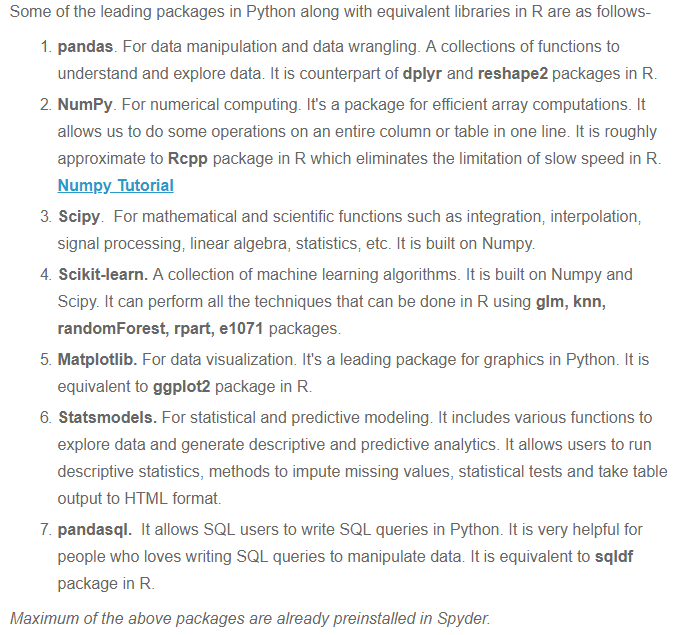 Some of the leading packages in Python along with equivalent libraries in R are as follows-
1. pandas. For data manipulation and data wrangling. A collections of functions to
understand and explore data. It is counterpart of dplyr and reshape2 packages in R.
2. NumPy. For numerical computing. It's a package for efficient array computations. It
allows us to do some operations on an entire column or table in one line. It is roughly
approximate to Rcpp package in R which eliminates the limitation of slow speed in R.
Numpy Tutorial
3. Scipy.  For mathematical and scientific functions such as integration, interpolation,
signal processing, linear algebra, statistics, etc. It is built on Numpy.
4. Scikit-learn. A collection of machine learning algorithms. It is built on Numpy and
Scipy. It can perform all the techniques that can be done in R using glm, knn,
randomForest, rpart, e1071 packages.
5. Matplotlib. For data visualization. It's a leading package for graphics in Python. It is
equivalent to ggplot2 package in R.
6. Statsmodels. For statistical and predictive modeling. It includes various functions to
explore data and generate descriptive and predictive analytics. It allows users to run
descriptive statistics, methods to impute missing values, statistical tests and take table
output to HTML format.
7. pandasql.  It allows SQL users to write SQL queries in Python. It is very helpful for
people who loves writing SQL queries to manipulate data. It is equivalent to sqldf
package in R.
Maximum of the above packages are already preinstalled in Spyder.